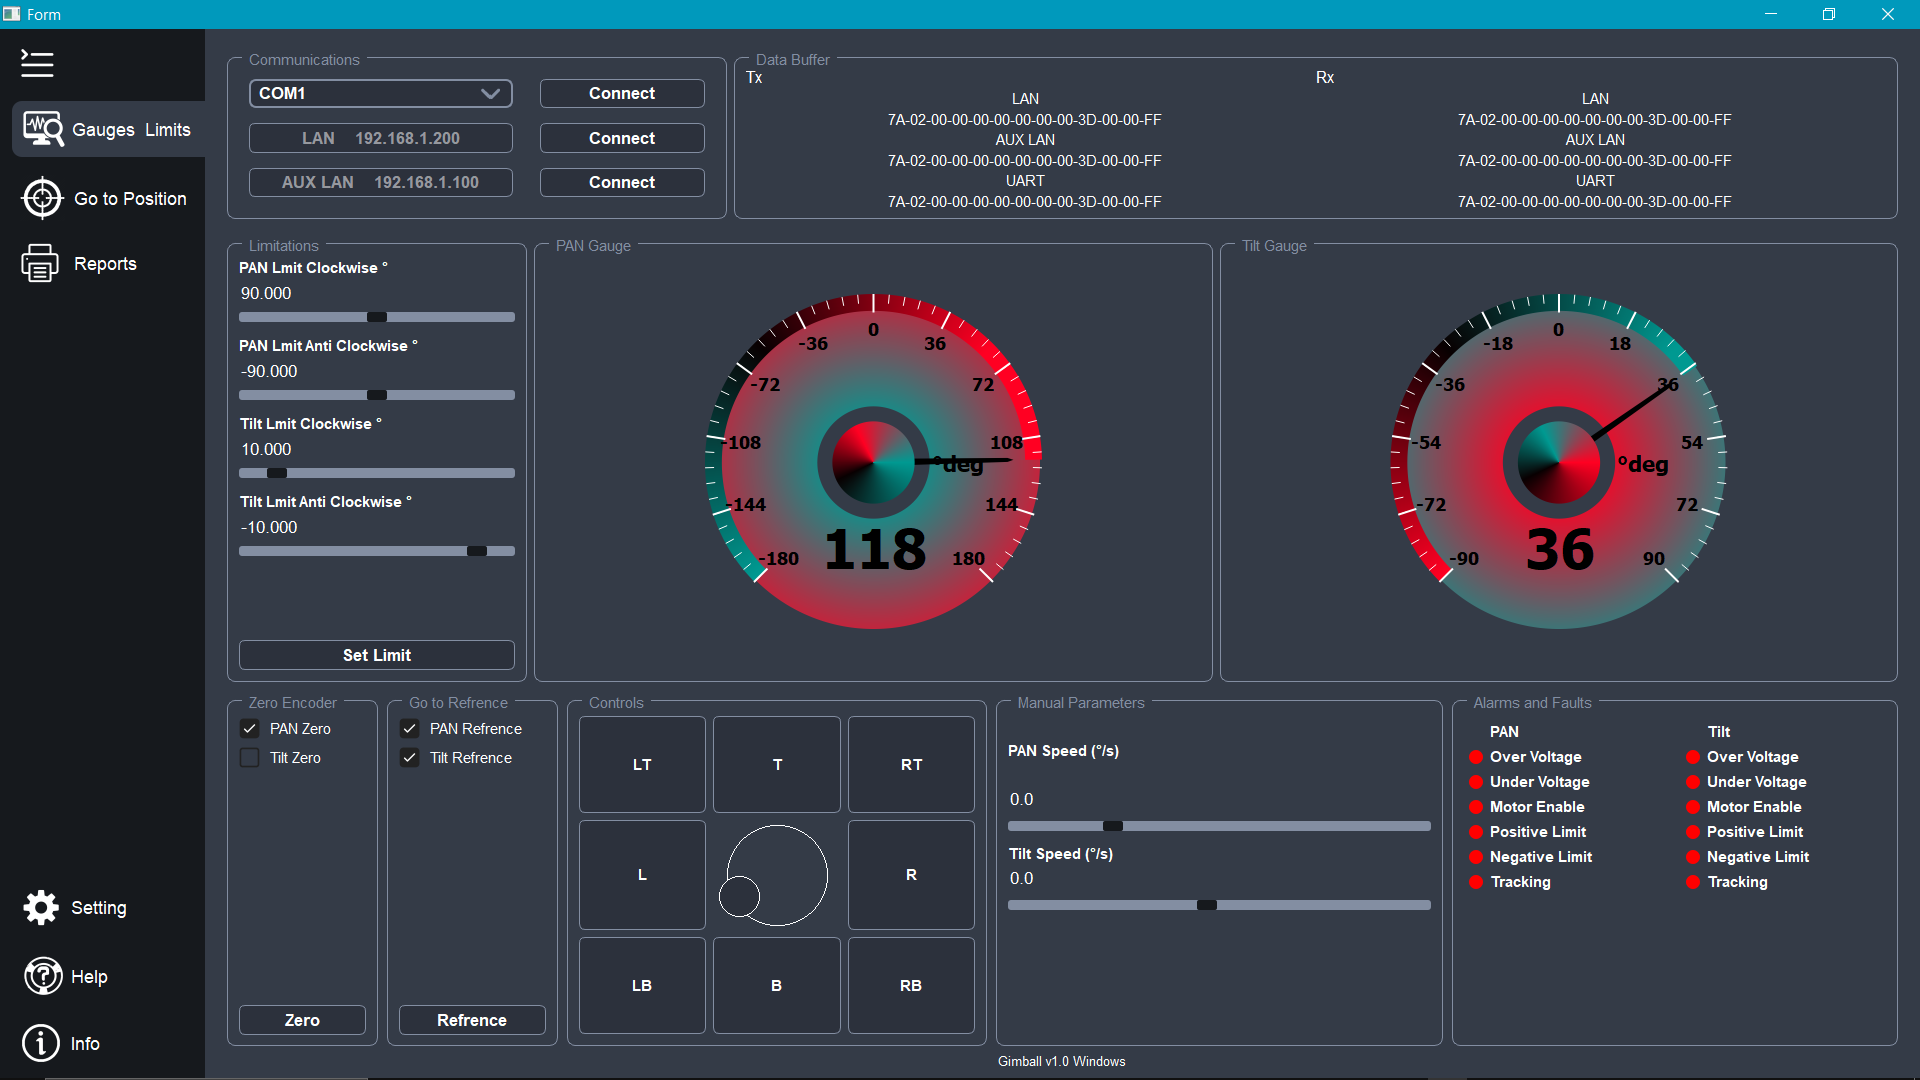 Form
Gauges  Limits
Go to Position
Reports
Setting
Help
Info
Communications
COM1
Connect
LAN    192.168.1.200
Connect
AUX LAN    192.168.1.100
Connect
Data Buffer
Tx
LAN
7A-02-00-00-00-00-00-00-00-3D-00-00-FF
AUX LAN
7A-02-00-00-00-00-00-00-00-3D-00-00-FF
UART
7A-02-00-00-00-00-00-00-00-3D-00-00-FF
Rx
LAN
7A-02-00-00-00-00-00-00-00-3D-00-00-FF
AUX LAN
7A-02-00-00-00-00-00-00-00-3D-00-00-FF
UART
7A-02-00-00-00-00-00-00-00-3D-00-00-FF
Limitations
PAN Lmit Clockwise °
90.000
PAN Lmit Anti Clockwise °
-90.000
Tilt Lmit Clockwise °
10.000
Tilt Lmit Anti Clockwise °
-10.000
Set Limit
PAN Gauge
-180
-144
-108
-72
-36
0
36
72
108
144
180
°deg
118
Tilt Gauge
-90
-72
-54
-36
-18
0
18
36
54
72
90
°deg
36
Zero Encoder
PAN Zero
Tilt Zero
Zero
Go to Refrence
PAN Refrence
Tilt Refrence
Refrence
Controls
LT
T
RT
L
R
LB
B
RB
Manual Parameters
PAN Speed (°/s)
0.0
Tilt Speed (°/s)
0.0
Alarms and Faults
PAN
Over Voltage
Under Voltage
Motor Enable
Positive Limit
Negative Limit
Tracking
Tilt
Over Voltage
Under Voltage
Motor Enable
Positive Limit
Negative Limit
Tracking
Gimball v1.0 Windows